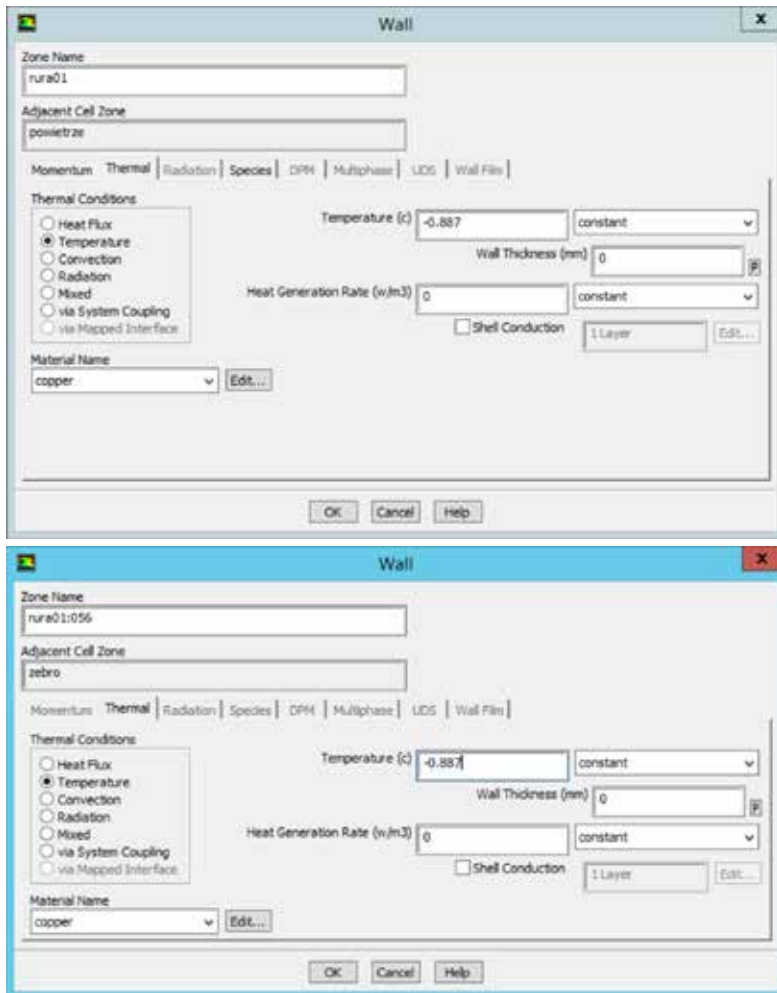 Wall
x
Zone Name
rura01
Adjacent Cell Zone
powietrze
Momentum Thermal Radiation Species DPM Multiphase UDS Wall Film
Thermal Conditions
Heat Flux
Temperature
Convection
Radiation
Mixed
via System Coupling
via Mapped Interface
Temperature (c) -0.887 constant
Wall Thickness (mm) 0 P
Heat Generation Rate (w/m3) 0 constant
Shell Conduction 1 Layer Edit...
Material Name
copper Edit...
OK Cancel Help
Wall
x
Zone Name
rura01:056
Adjacent Cell Zone
zebro
Momentum Thermal Radiation Species DPM Multiphase UDS Wall Film
Thermal Conditions
Heat Flux
Temperature
Convection
Radiation
Mixed
via System Coupling
via Mapped Interface
Temperature (c) -0.887 constant
Wall Thickness (mm) 0 P
Heat Generation Rate (w/m3) 0 constant
Shell Conduction 1 Layer Edit...
Material Name
copper Edit...
OK Cancel Help